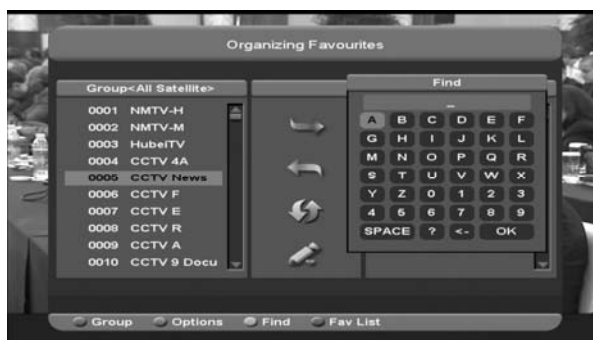 Organizing Favourites
Group<All Satellite>
0001 NMTV-H
0002 NMTV-M
0003 HubeiTV
0004 CCTV 4A
0005 CCTV News
0006 CCTV F
0007 CCTV E
0008 CCTV R
0009 CCTV A
0010 CCTV 9 Docu
Find
_
A B C D E F
G H I J K L
M N O P Q R
S T U V W X
Y Z 0 1 2 3
4 5 6 7 8 9
SPACE ? <- OK
Group Options Find Fav List